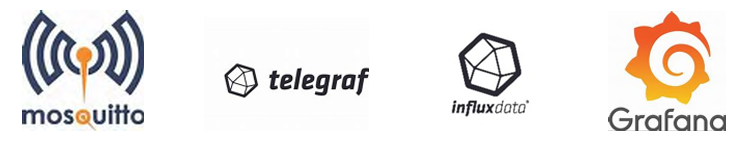 mosquitto
telegraf
influxdata®
Grafana